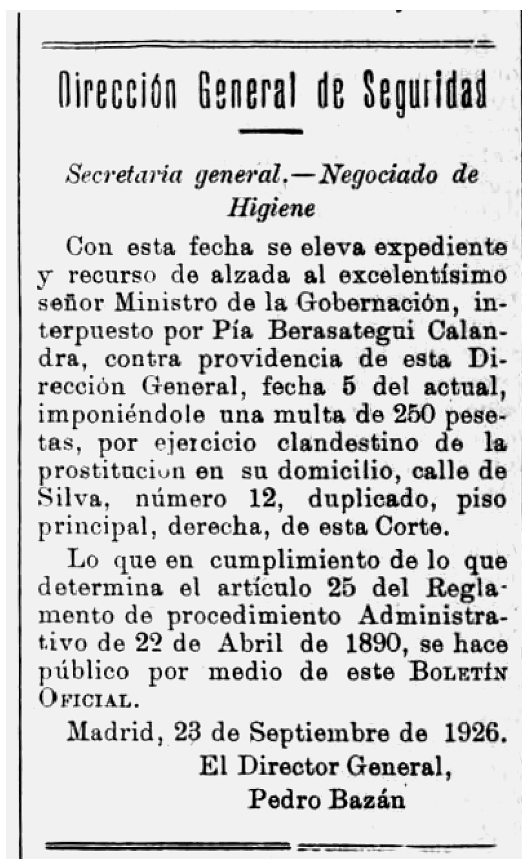 Dirección General de Seguridad
Secretaria general.—Negociado de
Higiene
Con esta fecha se eleva expediente
y recurso de alzada al excelentísimo
señor Ministro de la Gobernación, in-
terpuesto por Pía Berasategui Calan-
dra, contra providencia de esta Di-
rección General, fecha 5 del actual,
imponiéndole una multa de 250 pese-
tas, por ejercicio clandestino de la
prostitucion en su domicilio, calle de
Silva, número 12, duplicado, piso
principal, derecha, de esta Corte.
Lo que en cumplimiento de lo que
determina el artículo 25 del Regla-
mento de procedimiento Administra-
tivo de 22 de Abril de 1890, se hace
público por medio de este BOLETÍN
OFICIAL.
Madrid, 23 de Septiembre de 1926.
El Director General,
Pedro Bazán